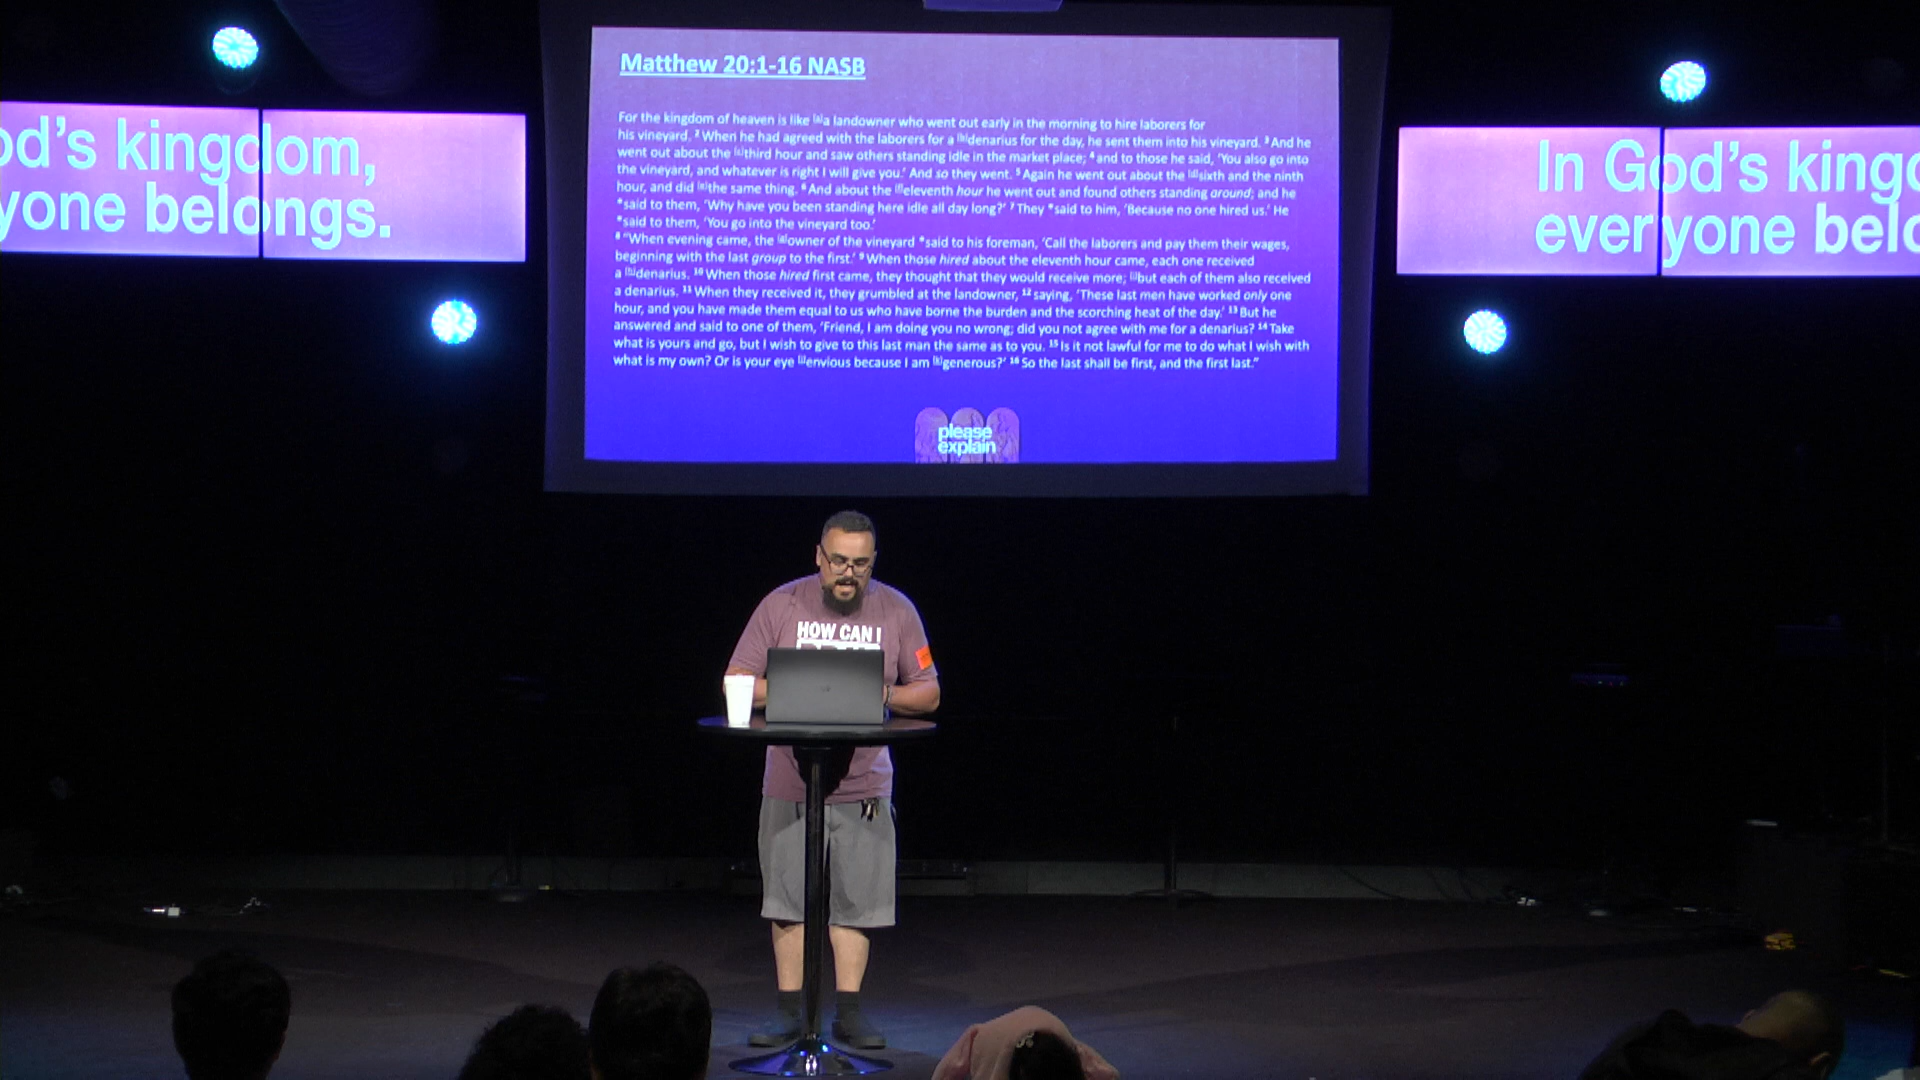 Matthew 20:1-16 NASB
For the kingdom of heaven is like [a]a landowner who went out early in the morning to hire laborers for
his vineyard. 2 When he had agreed with the laborers for a [b]denarius for the day, he sent them into his vineyard. 3 And he
went out about the [c]third hour and saw others standing idle in the market place; 4 and to those he said, ‘You also go into
the vineyard, and whatever is right I will give you.’ And so they went. 5 Again he went out about the [d]sixth and the ninth
hour, and did [e]the same thing. 6 And about the [f]eleventh hour he went out and found others standing around; and he
*said to them, ‘Why have you been standing here idle all day long?’ 7 They *said to him, ‘Because no one hired us.’ He
*said to them, ‘You go into the vineyard too.’
8 “When evening came, the [g]owner of the vineyard *said to his foreman, ‘Call the laborers and pay them their wages,
beginning with the last group to the first.’ 9 When those hired about the eleventh hour came, each one received
a [h]denarius. 10 When those hired first came, they thought that they would receive more; [i]but each of them also received
a denarius. 11 When they received it, they grumbled at the landowner, 12 saying, ‘These last men have worked only one
hour, and you have made them equal to us who have borne the burden and the scorching heat of the day.’ 13 But he
answered and said to one of them, ‘Friend, I am doing you no wrong; did you not agree with me for a denarius? 14 Take
what is yours and go, but I wish to give to this last man the same as to you. 15 Is it not lawful for me to do what I wish with
what is my own? Or is your eye [j]envious because I am [k]generous?’ 16 So the last shall be first, and the first last.”
please
explain
od’s kingdom,
yone belongs.
In God’s kingd
everyone belo
HOW CAN I